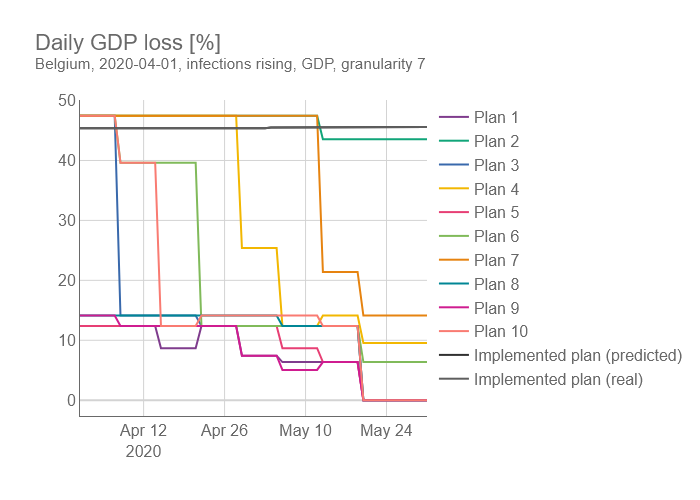 Daily GDP loss [%]
Belgium, 2020-04-01, infections rising, GDP, granularity 7
50
40
30
20
10
0
Apr 12
2020
Apr 26
May 10
May 24
Plan 1
Plan 2
Plan 3
Plan 4
Plan 5
Plan 6
Plan 7
Plan 8
Plan 9
Plan 10
Implemented plan (predicted)
Implemented plan (real)